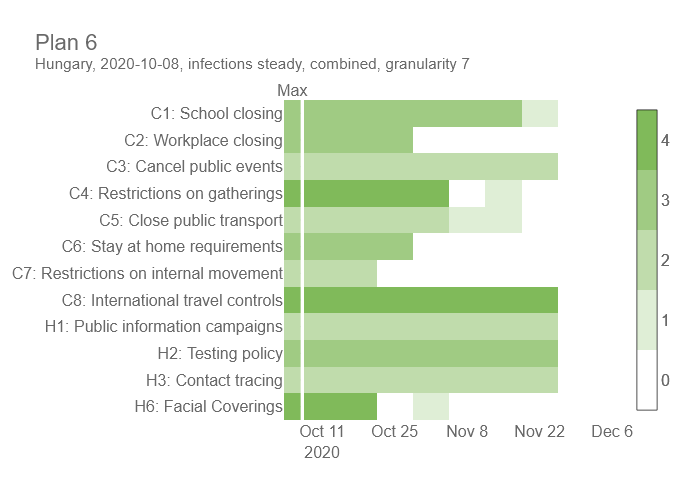 Plan 6
Hungary, 2020-10-08, infections steady, combined, granularity 7
Max
C1: School closing
C2: Workplace closing
C3: Cancel public events
C4: Restrictions on gatherings
C5: Close public transport
C6: Stay at home requirements
C7: Restrictions on internal movement
C8: International travel controls
H1: Public information campaigns
H2: Testing policy
H3: Contact tracing
H6: Facial Coverings
Oct 11 Oct 25 Nov 8 Nov 22 Dec 6
2020
4
3
2
1
0